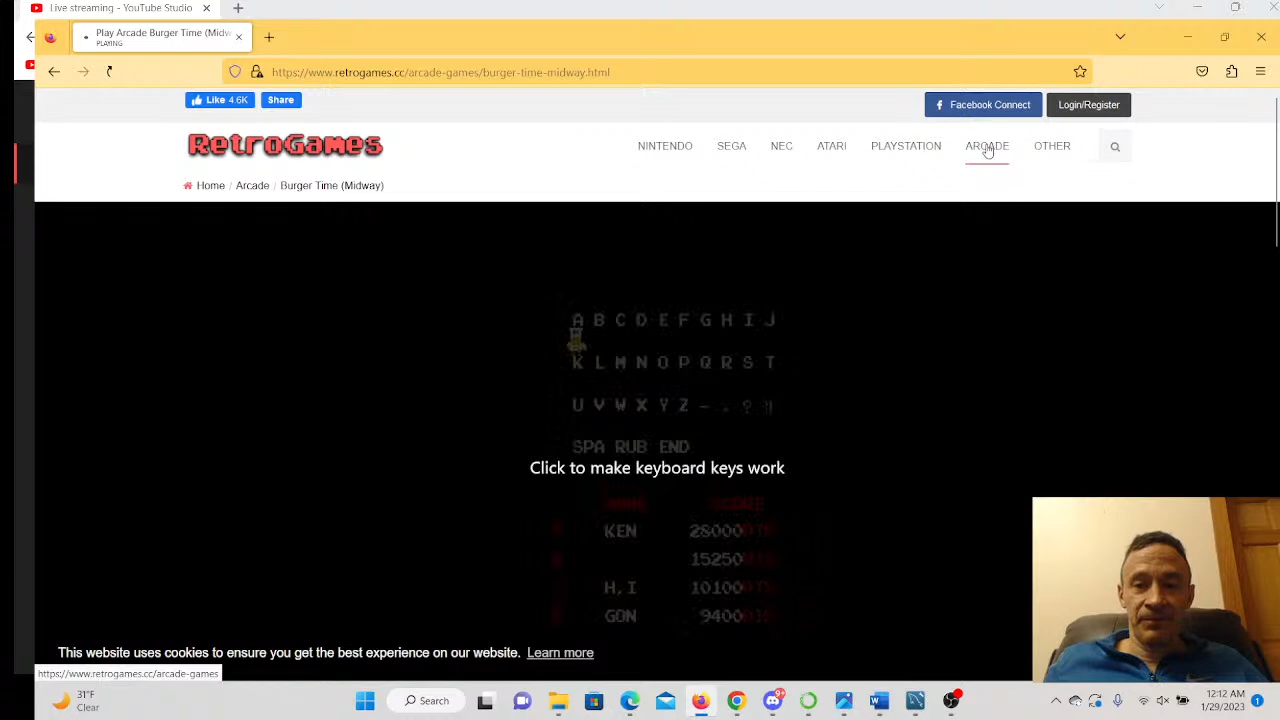 Live streaming - YouTube Studio
Play Arcade Burger Time (Midw
PLAYING
https://www.retrogames.cc/arcade-games/burger-time-midway.html
Like 4.6K
Share
Facebook Connect
Login/Register
RetroGames
NINTENDO SEGA NEC ATARI PLAYSTATION ARCADE OTHER
Home / Arcade / Burger Time (Midway)
A B C D E F G H I J
K L M N O P Q R S T
U V W X Y Z - .
SPA RUB END
Click to make keyboard keys work
NAME SCORE
KEN 28000
15250
H,I 10100
GON 9400
This website uses cookies to ensure you get the best experience on our website. Learn more
https://www.retrogames.cc/arcade-games
31°F
Clear
Search
9+
12:12 AM
1/29/2023
1